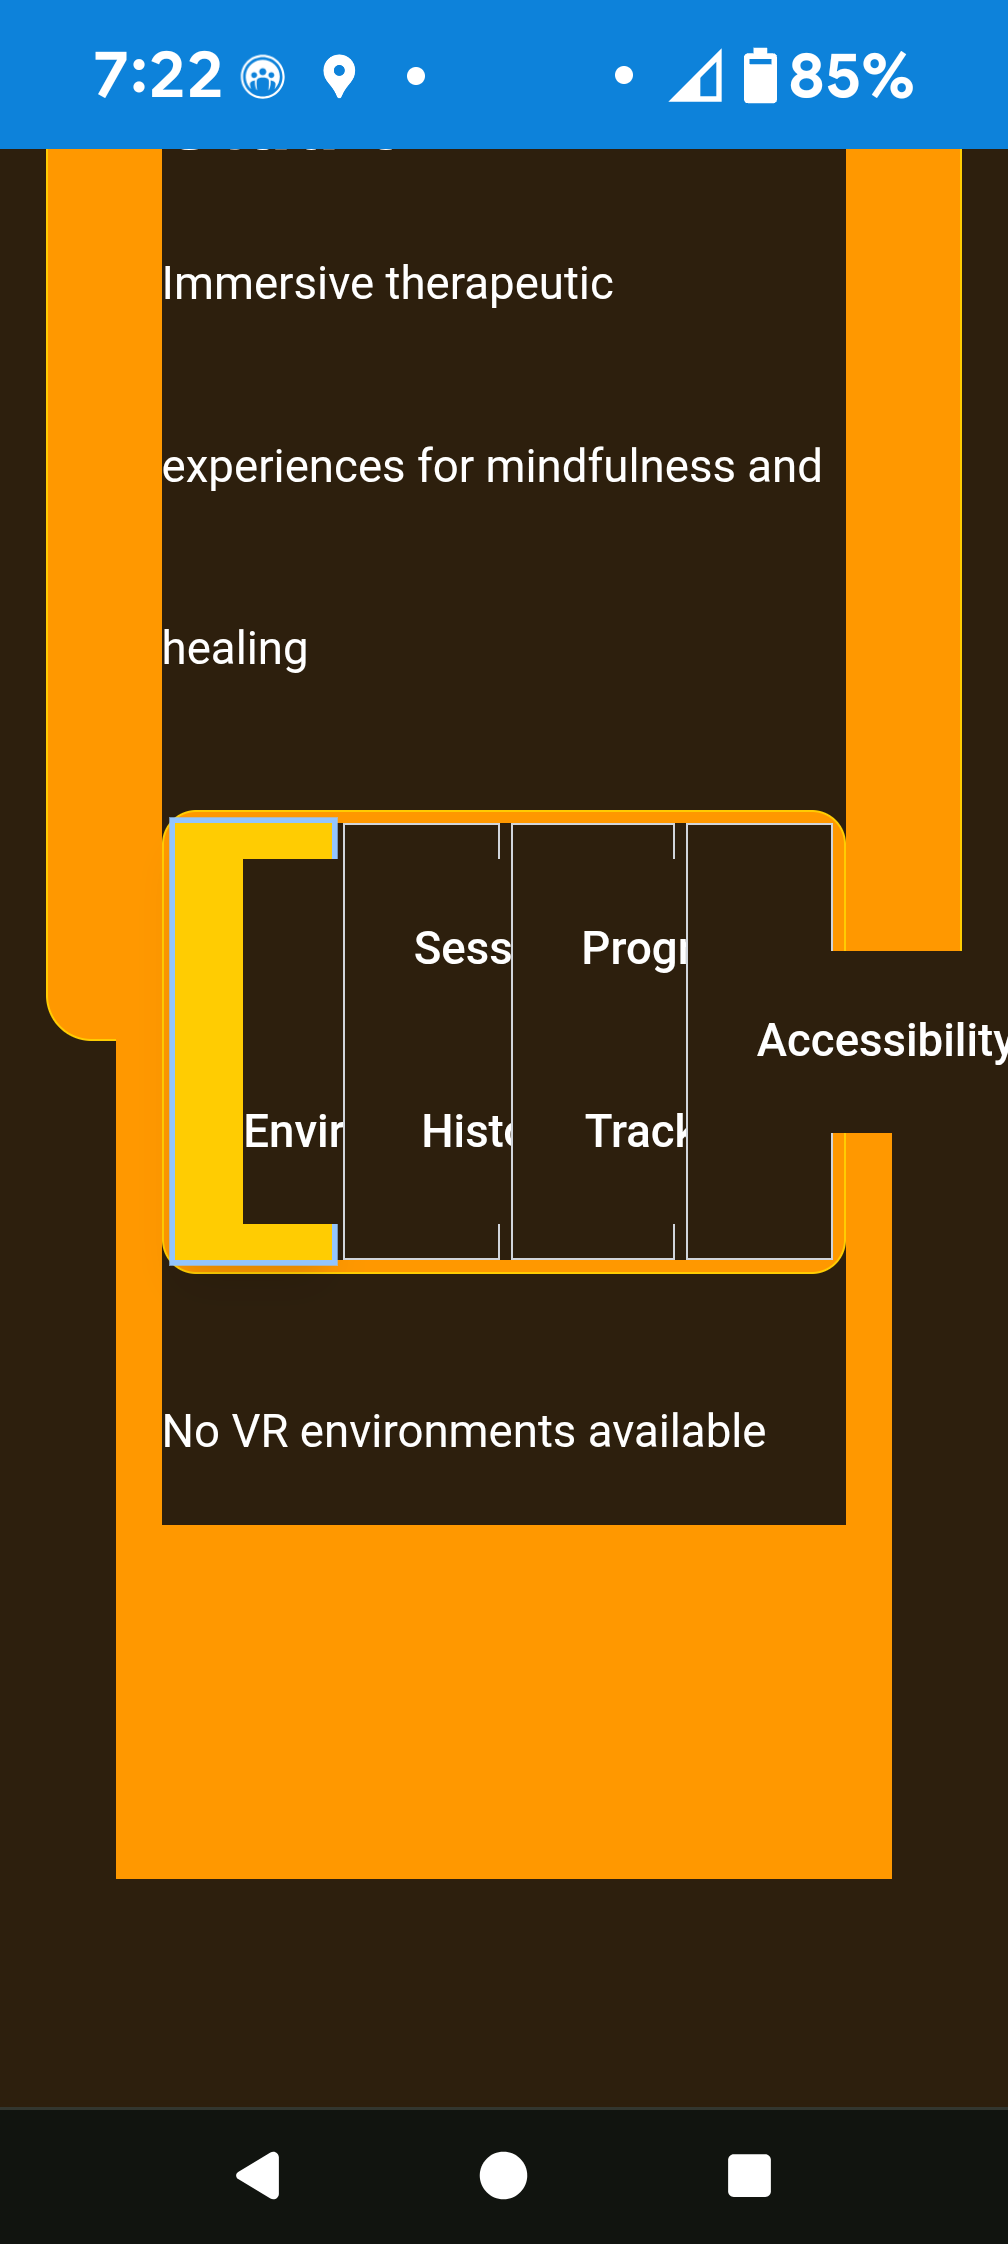 7:22
85%
Immersive therapeutic
experiences for mindfulness and
healing
Sess
Progr
Accessibility
Envir
Histo
Track
No VR environments available